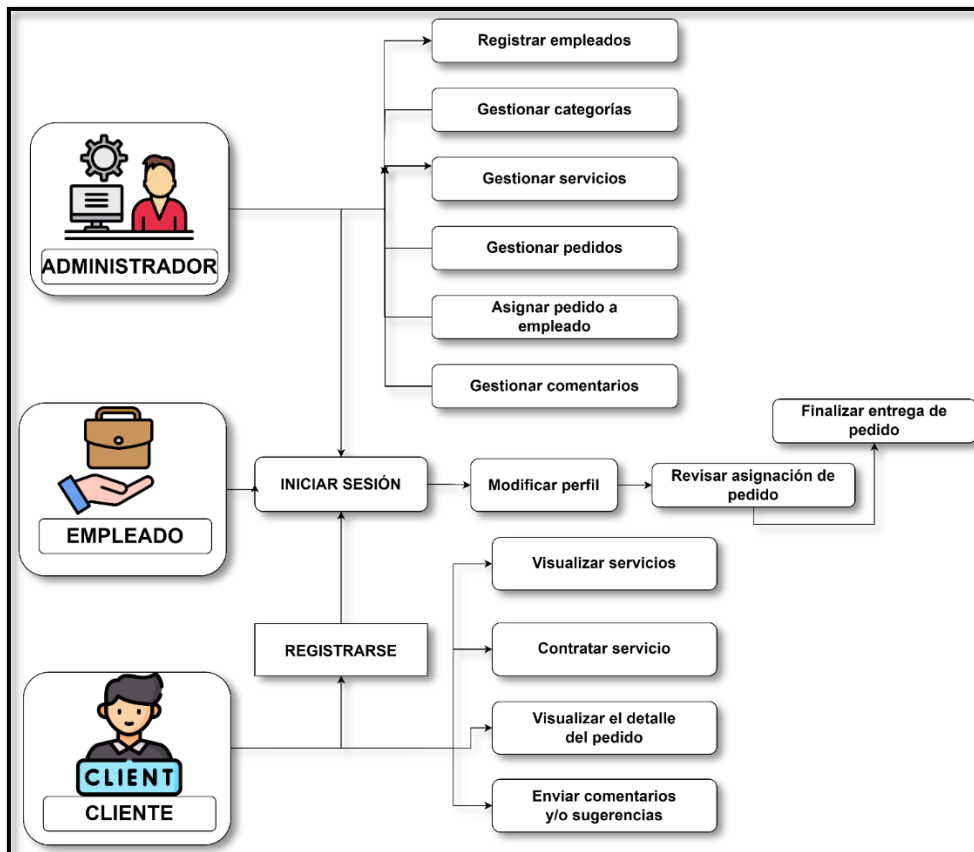 Registrar empleados
Gestionar categorías
Gestionar servicios
Gestionar pedidos
Asignar pedido a
empleado
Gestionar comentarios
ADMINISTRADOR
Finalizar entrega de
pedido
EMPLEADO
INICIAR SESIÓN
Modificar perfil
Revisar asignación de
pedido
REGISTRARSE
Visualizar servicios
Contratar servicio
Visualizar el detalle
del pedido
Enviar comentarios
y/o sugerencias
CLIENT
CLIENTE